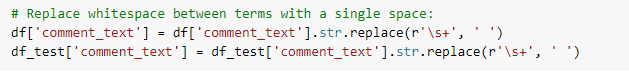 # Replace whitespace between terms with a single space:
df['comment_text'] = df['comment_text'].str.replace(r'\s+', ' ')
df_test['comment_text'] = df_test['comment_text'].str.replace(r'\s+', ' ')